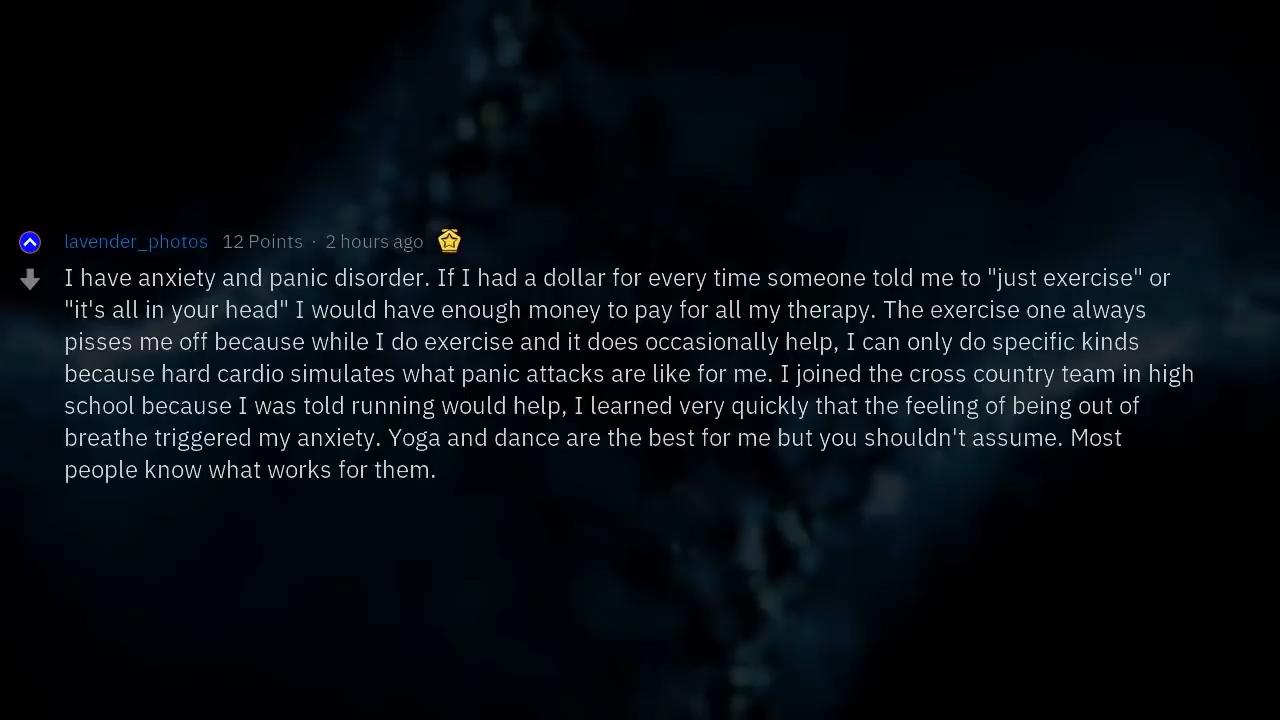 lavender_photos 12 Points · 2 hours ago
I have anxiety and panic disorder. If I had a dollar for every time someone told me to "just exercise" or
"it's all in your head" I would have enough money to pay for all my therapy. The exercise one always
pisses me off because while I do exercise and it does occasionally help, I can only do specific kinds
because hard cardio simulates what panic attacks are like for me. I joined the cross country team in high
school because I was told running would help, I learned very quickly that the feeling of being out of
breathe triggered my anxiety. Yoga and dance are the best for me but you shouldn't assume. Most
people know what works for them.